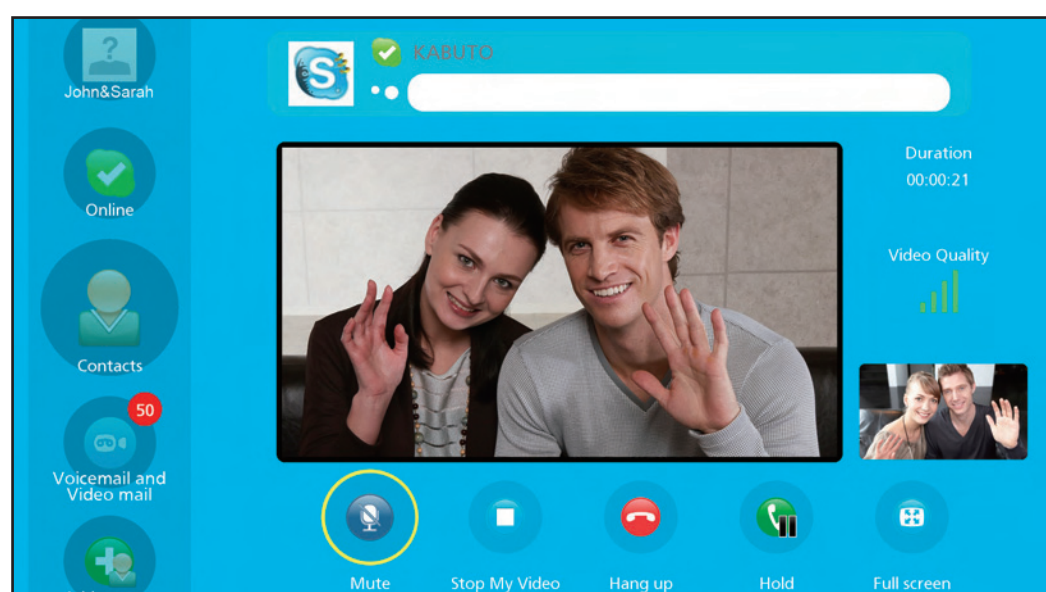 ?
John&Sarah
Online
Contacts
50
Voicemail and
Video mail
S
KABUTO
Duration
00:00:21
Video Quality
Mute
Stop My Video
Hang up
Hold
Full screen